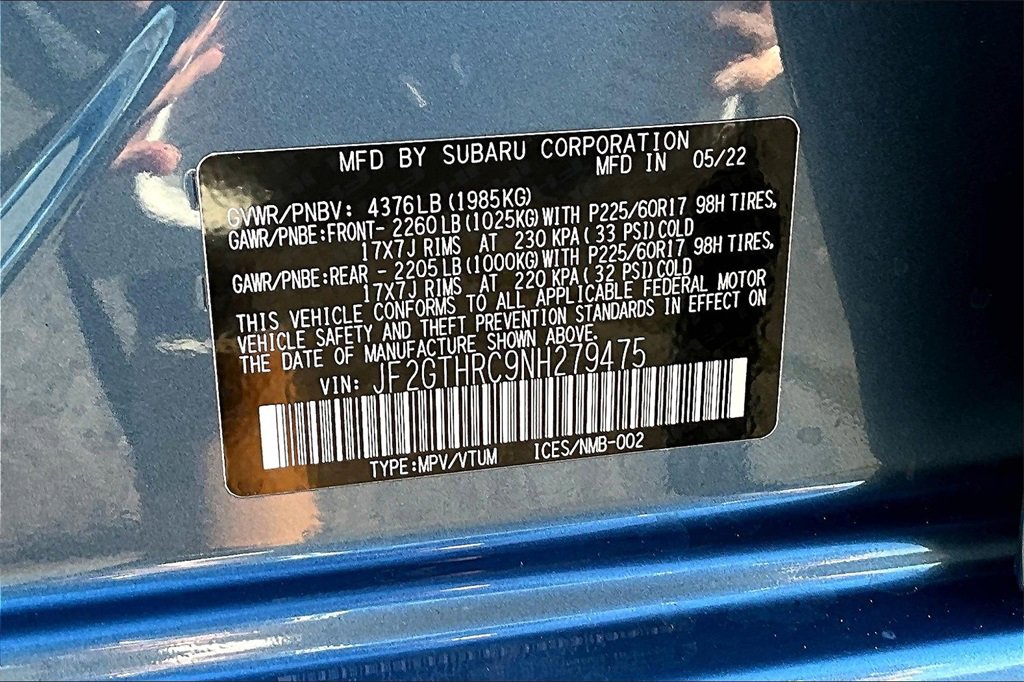 MFD BY SUBARU CORPORATION
MFD IN 05/22
GVWR/PNBV: 4376LB(1985KG)
GAWR/PNBE:FRONT- 2260LB(1025KG)WITH P225/60R17 98H TIRES,
17X7J RIMS AT 230 KPA(33 PSI)COLD
GAWR/PNBE:REAR - 2205LB(1000KG)WITH P225/60R17 98H TIRES,
17X7J RIMS AT 220 KPA(32 PSI)COLD
THIS VEHICLE CONFORMS TO ALL APPLICABLE FEDERAL MOTOR
VEHICLE SAFETY AND THEFT PREVENTION STANDARDS IN EFFECT ON
THE DATE OF MANUFACTURE SHOWN ABOVE.
VIN: JF2GTHRC9NH279475
TYPE:MPV/VTUM ICES/NMB-002